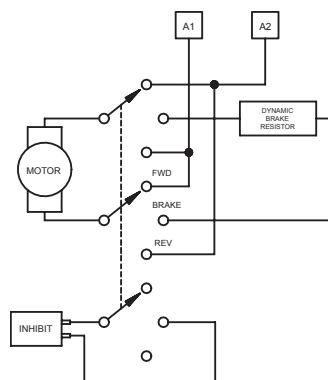 A1
A2
DYNAMIC
BRAKE
RESISTOR
MOTOR
FWD
BRAKE
REV
INHIBIT